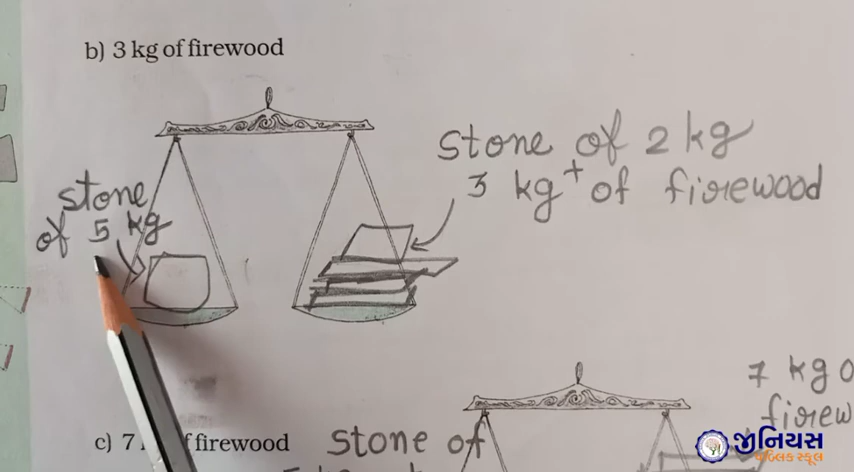 b) 3 kg of firewood
stone of 2 kg
+
3 kg of firewood
stone
of 5 kg
7 kg
c) 7 firewood
stone of
જીનિયસ
પબ્લિક સ્કૂલ